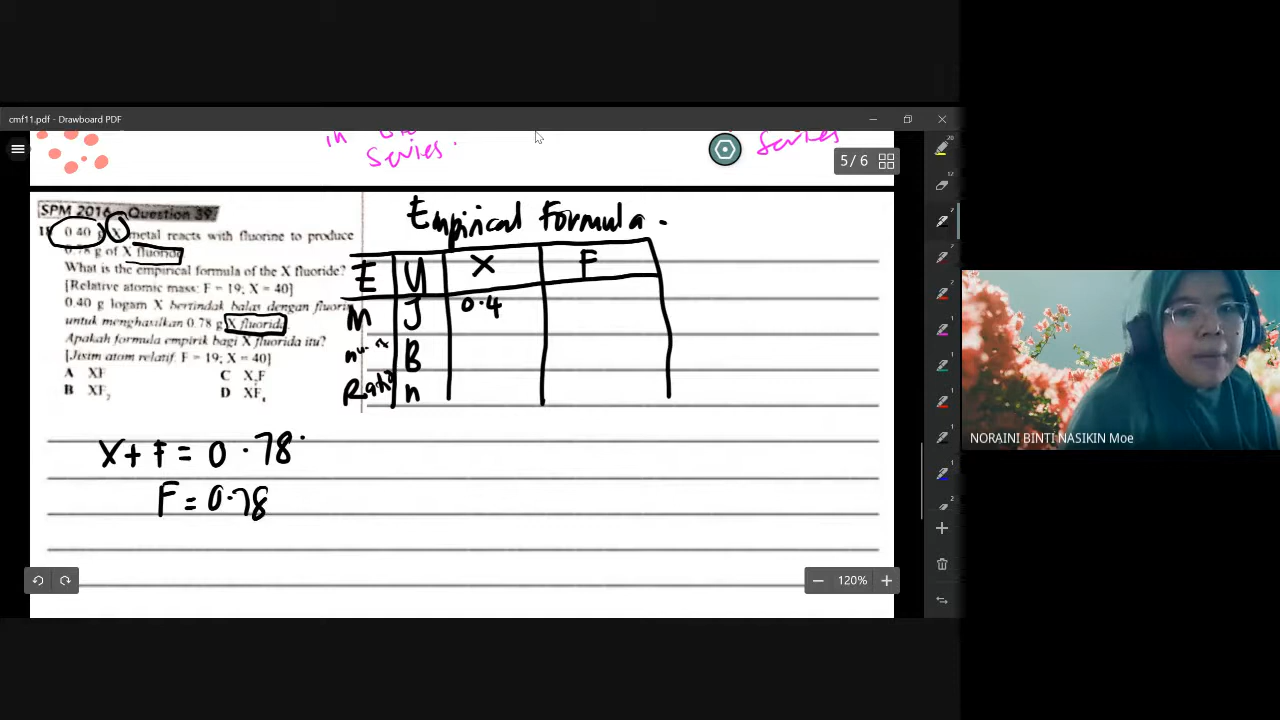 cmf11.pdf - Drawboard PDF
in
Series.
Series
5 / 6
SPM 2016 Question 39
18 0.40 g X metal reacts with fluorine to produce
0.78 g of X fluoride
What is the empirical formula of the X fluoride?
[Relative atomic mass: F = 19; X = 40]
0.40 g logam X bertindak balas dengan fluorin
untuk menghasilkan 0.78 g X fluorida
Apakah formula empirik bagi X fluorida itu?
[Jisim atom relatif. F = 19; X = 40]
A XF
B XF2
C X2F
D XF4
Empirical Formula.
E U X F
M J 0.4
B
Ratio n
X + F = 0.78
F = 0.78
120%
NORAINI BINTI NASIKIN Moe